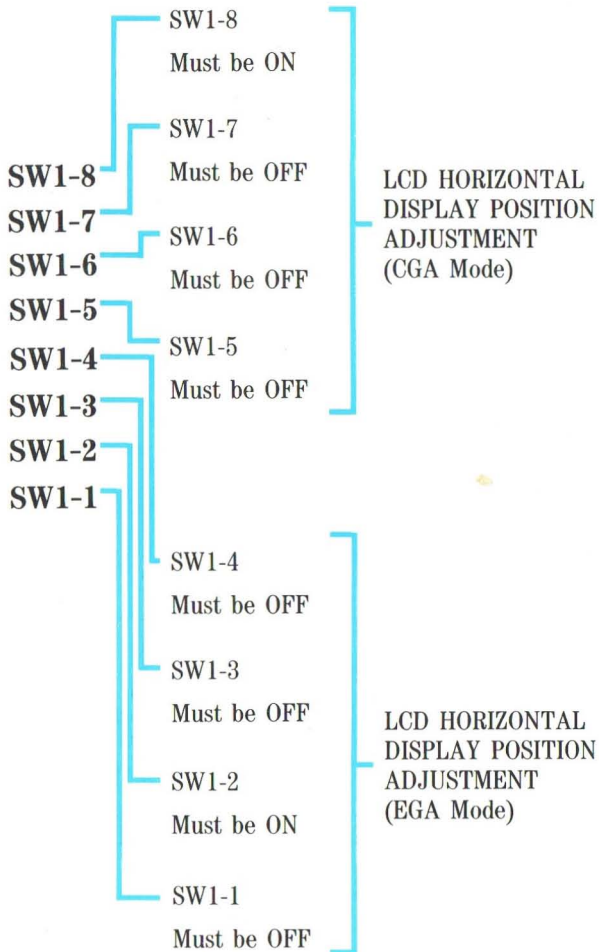 SW1-8
SW1-7
SW1-6
SW1-5
SW1-4
SW1-3
SW1-2
SW1-1
SW1-8
Must be ON
SW1-7
Must be OFF
SW1-6
Must be OFF
SW1-5
Must be OFF
LCD HORIZONTAL
DISPLAY POSITION
ADJUSTMENT
(CGA Mode)
SW1-4
Must be OFF
SW1-3
Must be OFF
SW1-2
Must be ON
SW1-1
Must be OFF
LCD HORIZONTAL
DISPLAY POSITION
ADJUSTMENT
(EGA Mode)